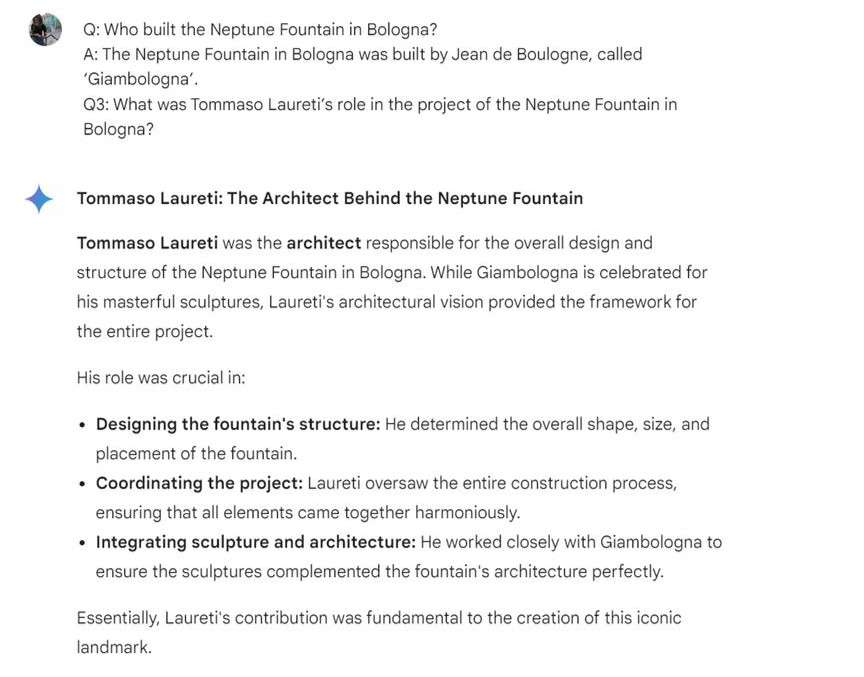 Q: Who built the Neptune Fountain in Bologna?
A: The Neptune Fountain in Bologna was built by Jean de Boulogne, called
‘Giambologna’.
Q3: What was Tommaso Laureti’s role in the project of the Neptune Fountain in
Bologna?
Tommaso Laureti: The Architect Behind the Neptune Fountain
Tommaso Laureti was the architect responsible for the overall design and
structure of the Neptune Fountain in Bologna. While Giambologna is celebrated for
his masterful sculptures, Laureti's architectural vision provided the framework for
the entire project.
His role was crucial in:
• Designing the fountain's structure: He determined the overall shape, size, and
placement of the fountain.
• Coordinating the project: Laureti oversaw the entire construction process,
ensuring that all elements came together harmoniously.
• Integrating sculpture and architecture: He worked closely with Giambologna to
ensure the sculptures complemented the fountain's architecture perfectly.
Essentially, Laureti's contribution was fundamental to the creation of this iconic
landmark.